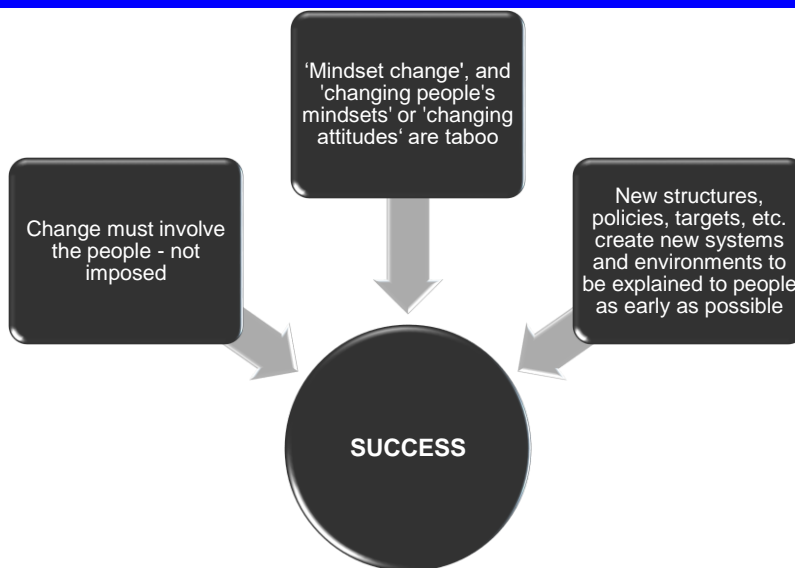 ‘Mindset change', and
'changing people's
mindsets' or 'changing
attitudes‘ are taboo
Change must involve
the people - not
imposed
New structures,
policies, targets, etc.
create new systems
and environments to
be explained to people
as early as possible
SUCCESS